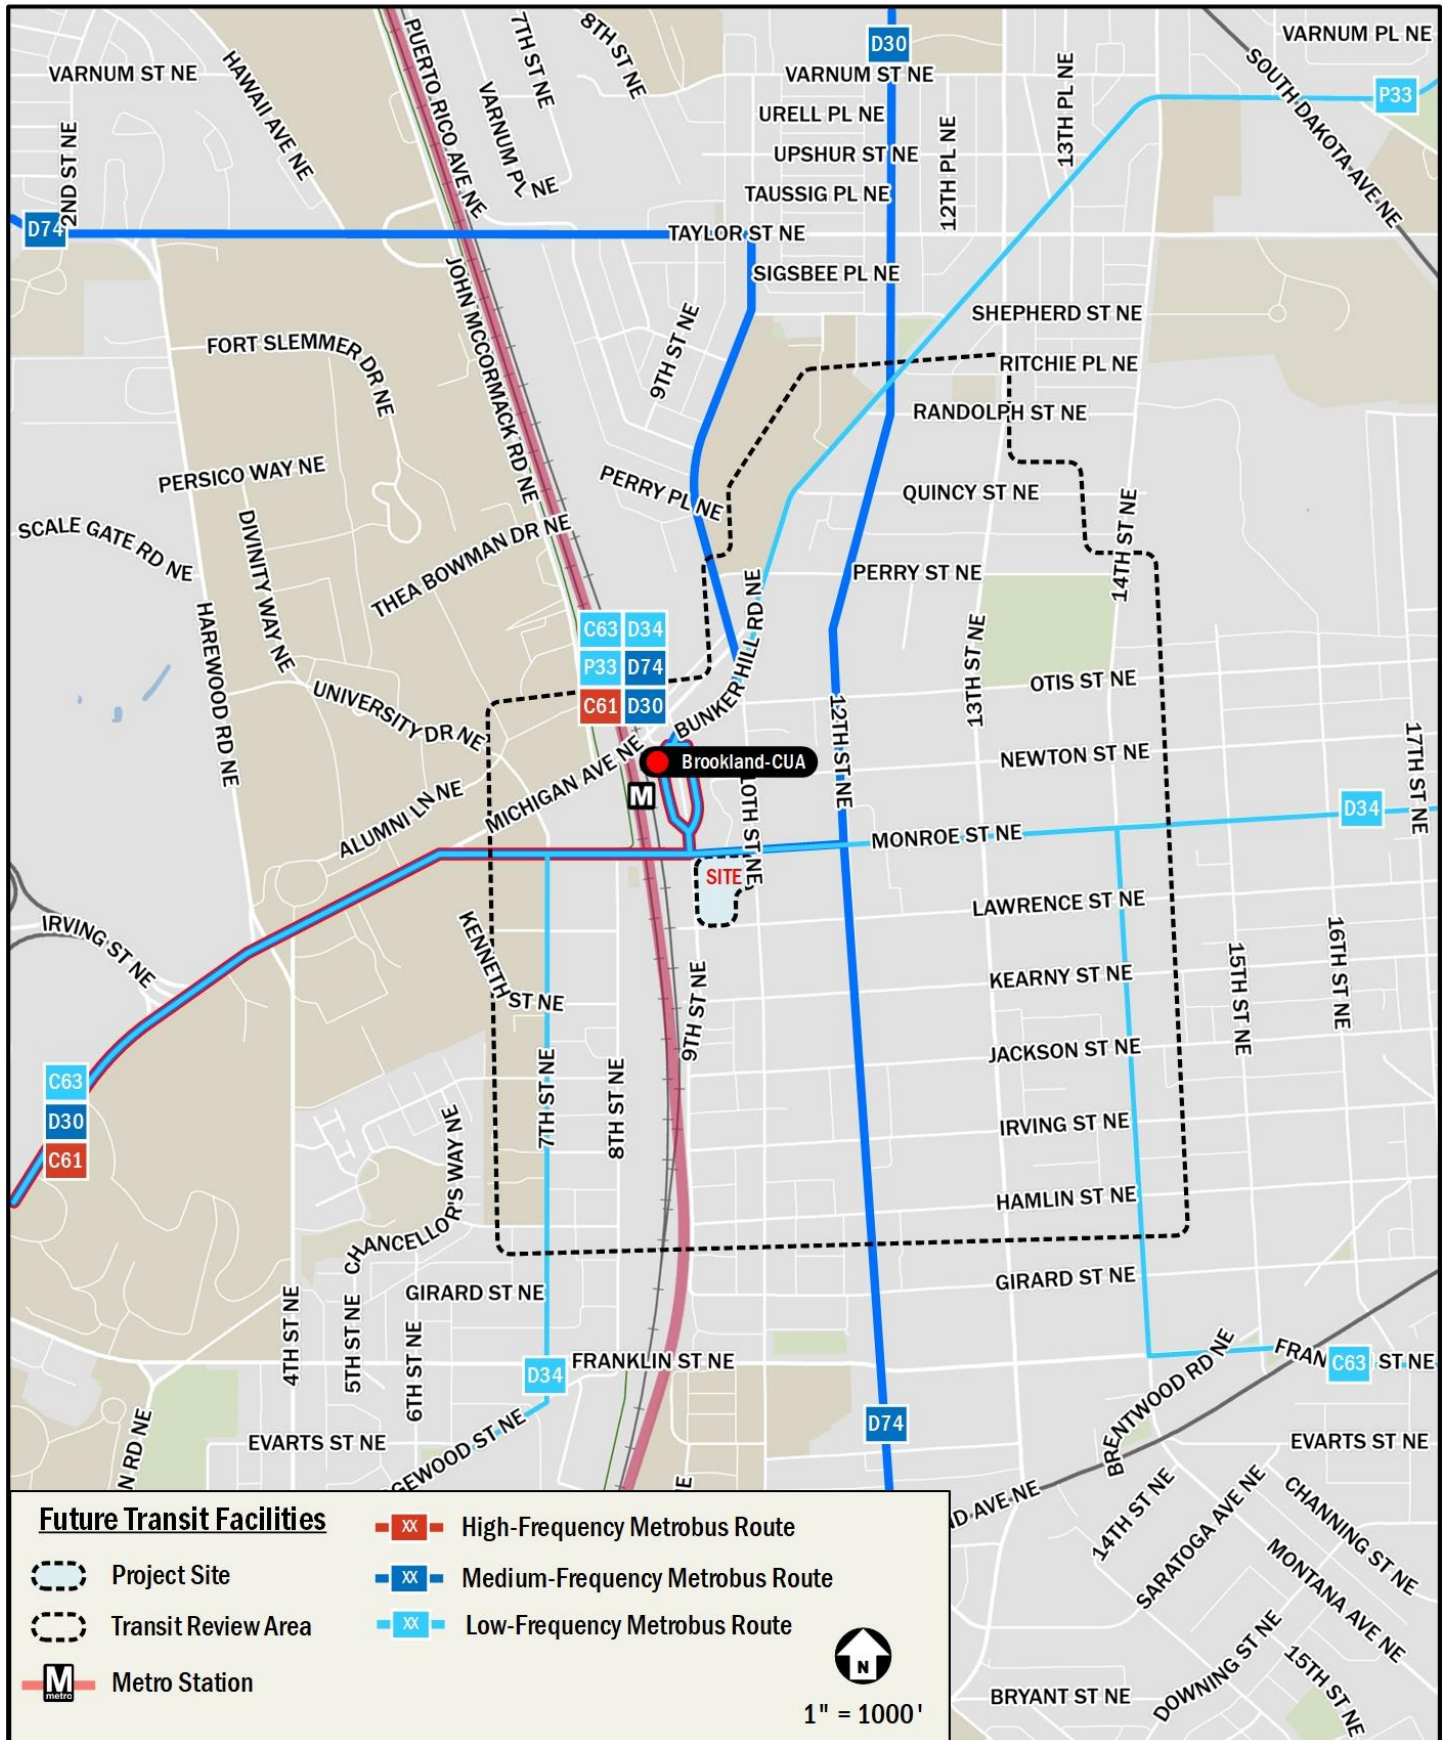 VARNUM ST NE
HAWAII AVE NE
PUERTO RICO AVE NE
7TH ST NE
8TH ST NE
VARNUM PL NE
D30
VARNUM ST NE
VARNUM PL NE
SOUTH DAKOTA AVE NE
P33
URELL PL NE
13TH PL NE
12TH PL NE
UPSHUR ST NE
TAUSSIG PL NE
2ND ST NE
D74
TAYLOR ST NE
SIGSBEE PL NE
JOHN MCCORMACK RD NE
9TH ST NE
SHEPHERD ST NE
FORT SLEMMER DR NE
RITCHIE PL NE
RANDOLPH ST NE
PERSICO WAY NE
PERRY PL NE
QUINCY ST NE
SCALE GATE RD NE
DIVINITY WAY NE
THEA BOWMAN DR NE
14TH ST NE
PERRY ST NE
HAREWOOD RD NE
BUNKER HILL RD NE
13TH ST NE
C63 D34
P33 D74
C61 D30
OTIS ST NE
UNIVERSITY DR NE
12TH ST NE
NEWTON ST NE
17TH ST NE
MICHIGAN AVE NE
Brookland-CUA
M
10TH ST NE
ALUMNI LN NE
MONROE ST NE
D34
SITE
LAWRENCE ST NE
IRVING ST NE
KENNETH ST NE
9TH ST NE
KEARNY ST NE
15TH ST NE
16TH ST NE
JACKSON ST NE
C63
D30
C61
7TH ST NE
8TH ST NE
IRVING ST NE
CHANCELLOR'S WAY NE
HAMLIN ST NE
GIRARD ST NE
GIRARD ST NE
4TH ST NE
5TH ST NE
6TH ST NE
FRANKLIN ST NE
D34
BRENTWOOD RD NE
FRAN
C63
ST NE
D74
N RD NE
EVARTS ST NE
GEWOOD ST NE
EVARTS ST NE
NE
ND AVE NE
14TH ST NE
SARATOGA AVE NE
CHANNING ST NE
MONTANA AVE NE
DOWNING ST NE
15TH ST NE
BRYANT ST NE
Future Transit Facilities
Project Site
Transit Review Area
M
metro
Metro Station
XX High-Frequency Metrobus Route
XX Medium-Frequency Metrobus Route
XX Low-Frequency Metrobus Route
N
1" = 1000'